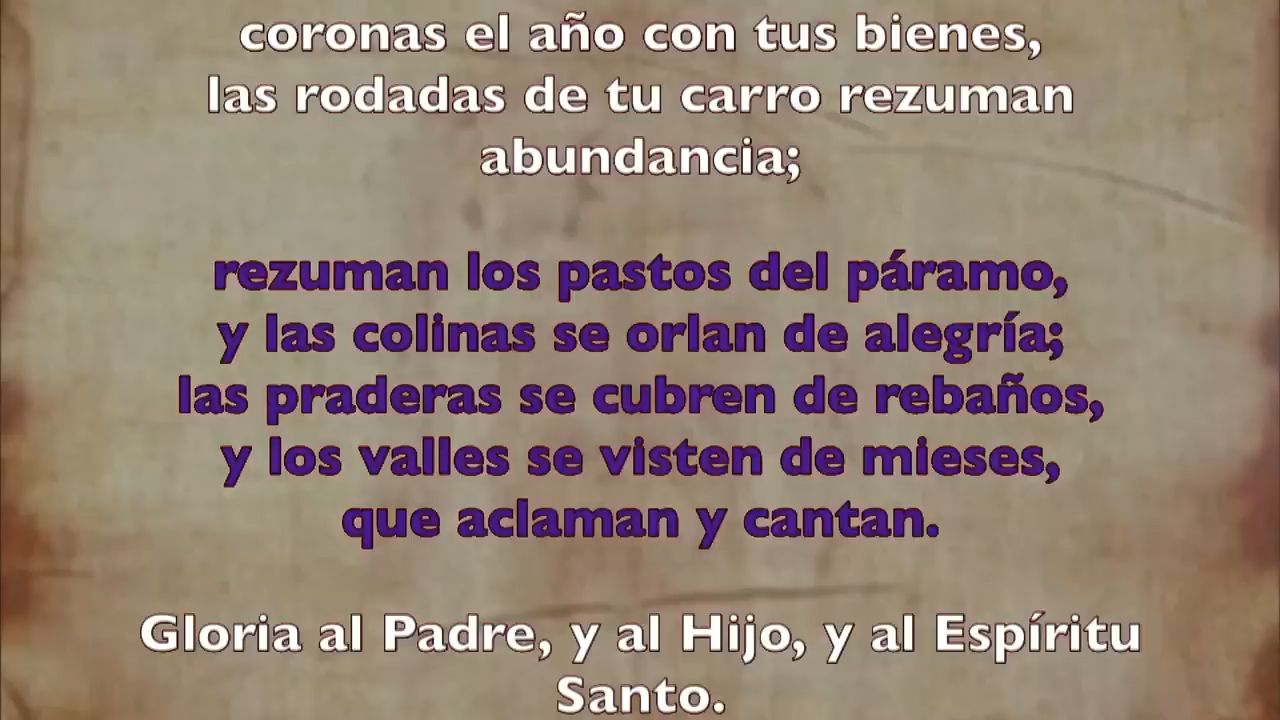 coronas el año con tus bienes,
las rodadas de tu carro rezuman
abundancia;
rezuman los pastos del páramo,
y las colinas se orlan de alegría;
las praderas se cubren de rebaños,
y los valles se visten de mieses,
que aclaman y cantan.
Gloria al Padre, y al Hijo, y al Espíritu
Santo.